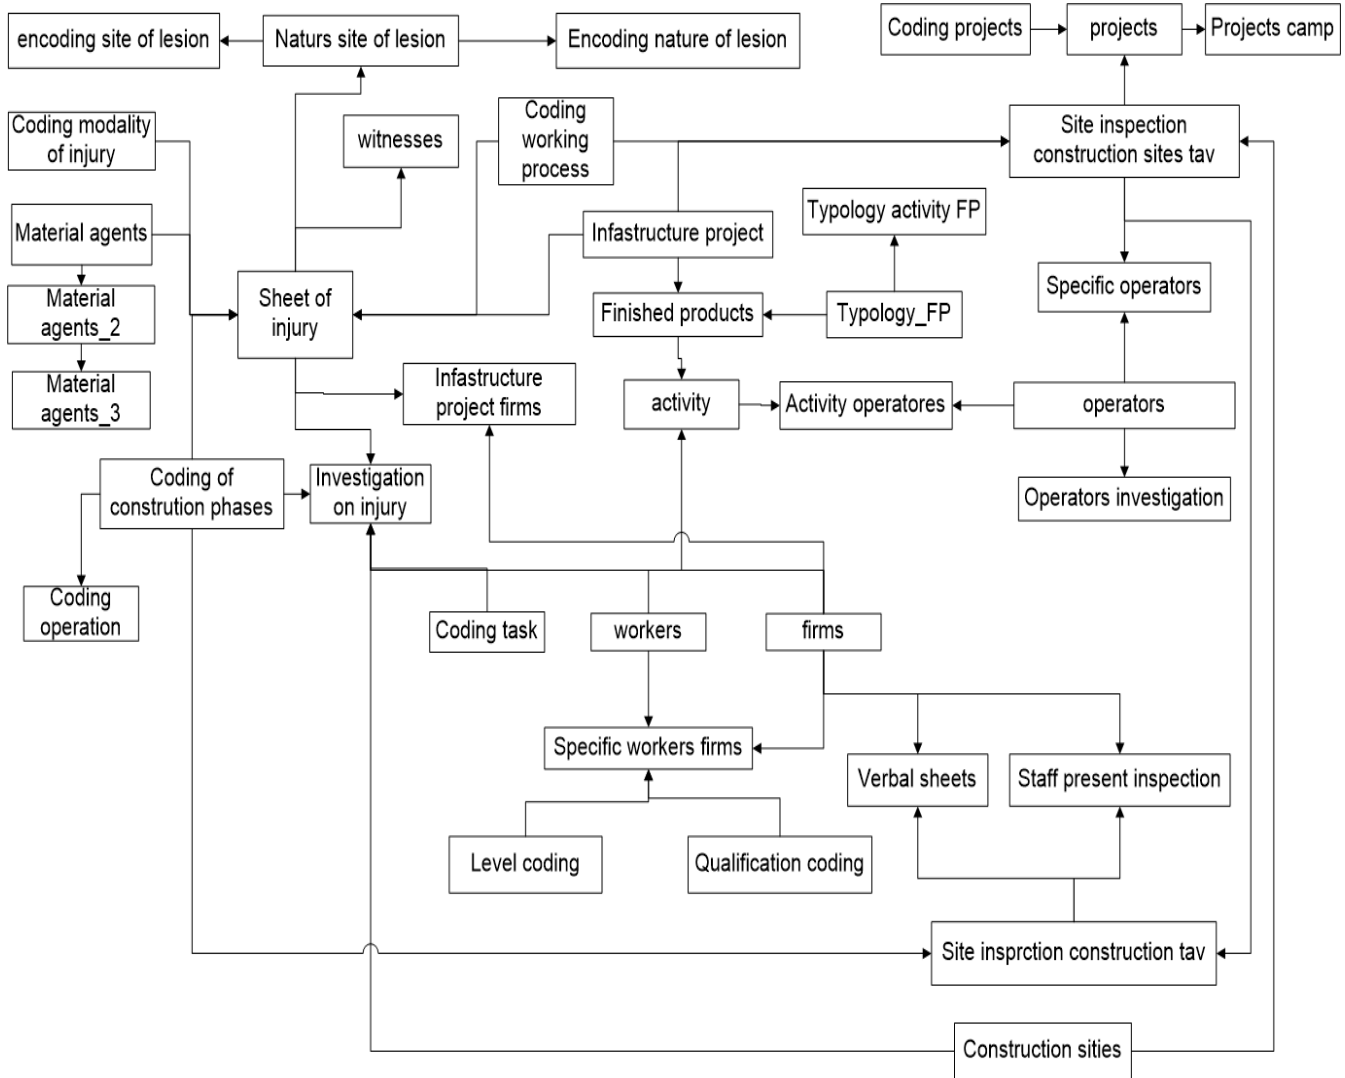 encoding site of lesion
Naturs site of lesion
Encoding nature of lesion
Coding projects
projects
Projects camp
Coding modality
of injury
witnesses
Coding
working
process
Site inspection
construction sites tav
Material agents
Infastructure project
Typology activity FP
Material
agents_2
Sheet of
injury
Finished products
Typology_FP
Specific operators
Material
agents_3
Infastructure
project firms
activity
Activity operatores
operators
Coding of
constrution phases
Investigation
on injury
Operators investigation
Coding
operation
Coding task
workers
firms
Specific workers firms
Verbal sheets
Staff present inspection
Level coding
Qualification coding
Site insprction construction tav
Construction sities